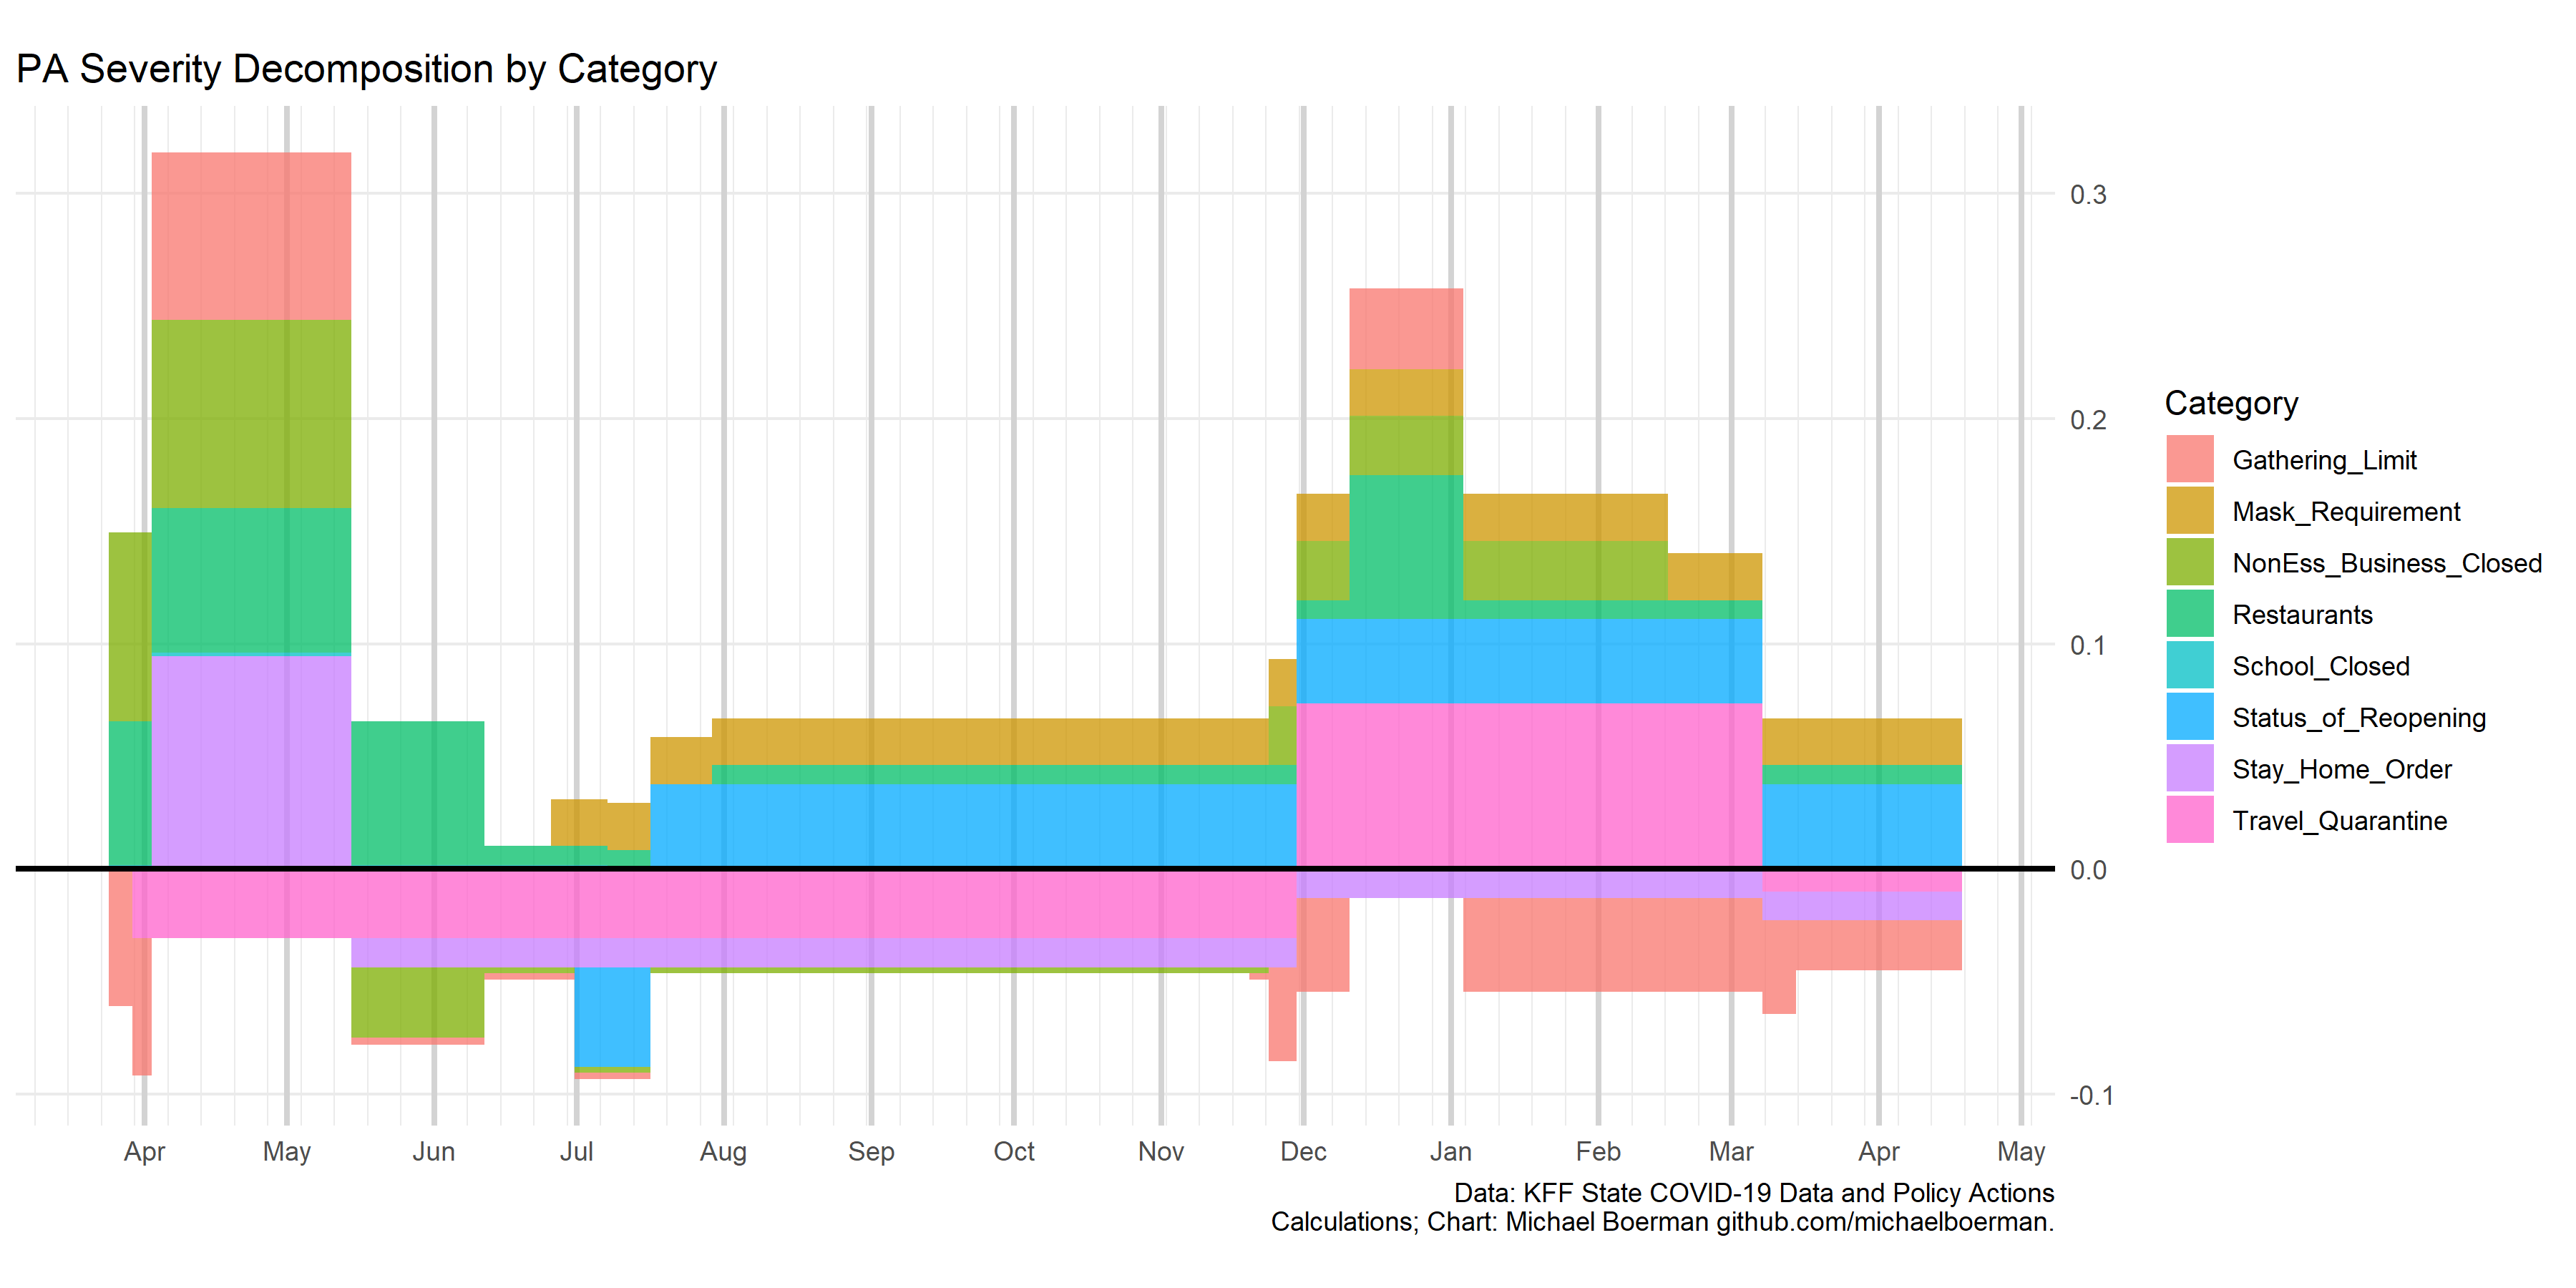 PA Severity Decomposition by Category
0.3
0.2
0.1
0.0
-0.1
Category
Gathering_Limit
Mask_Requirement
NonEss_Business_Closed
Restaurants
School_Closed
Status_of_Reopening
Stay_Home_Order
Travel_Quarantine
Apr May Jun Jul Aug Sep Oct Nov Dec Jan Feb Mar Apr May
Data: KFF State COVID-19 Data and Policy Actions
Calculations; Chart: Michael Boerman github.com/michaelboerman.